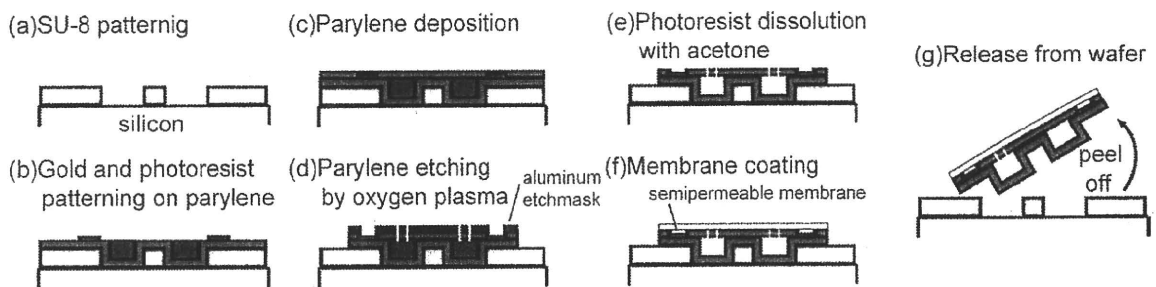 (a)SU-8 patternig
silicon
(b)Gold and photoresist
patterning on parylene
(c)Parylene deposition
(d)Parylene etching
by oxygen plasma
aluminum
etchmask
(e)Photoresist dissolution
with acetone
(f)Membrane coating
semipermeable membrane
(g)Release from wafer
peel
off